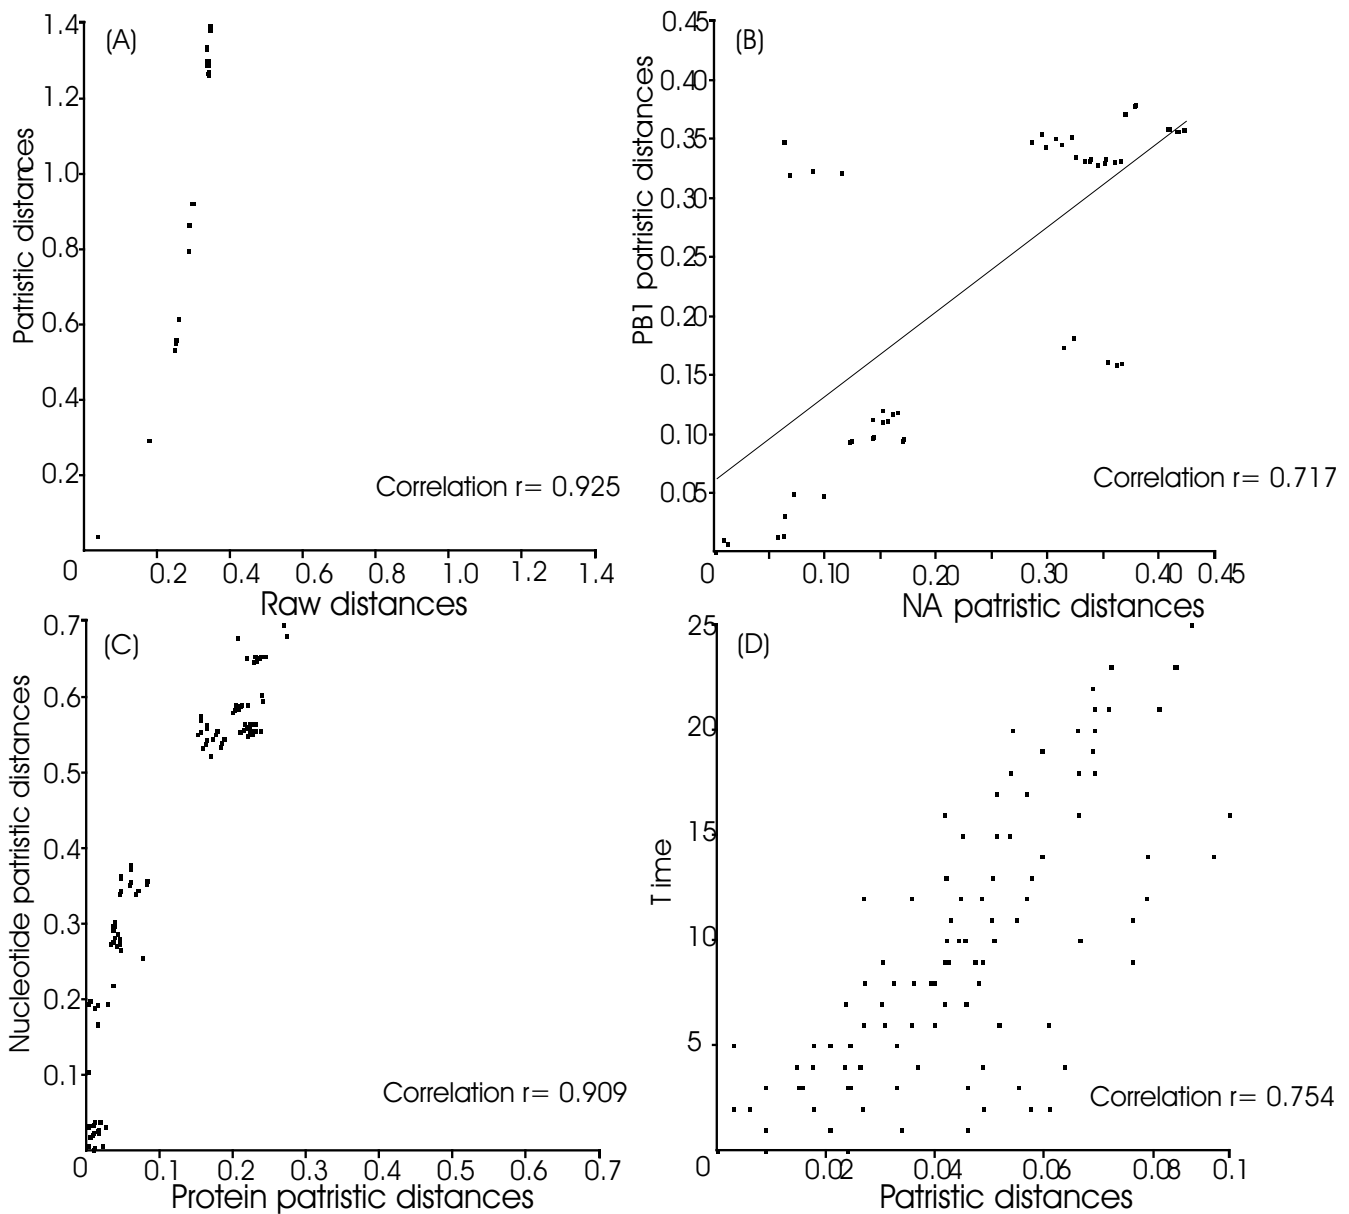 (A)
1.4
1.2
1.0
0.8
0.6
0.4
0.2
Patristic distances
Correlation r= 0.925
0 0.2 0.4 0.6 0.8 1.0 1.2 1.4
Raw distances
(B)
0.45
0.40
0.35
0.30
0.25
0.20
0.15
0.10
0.05
PB1 patristic distances
Correlation r= 0.717
0 0.10 0.20 0.30 0.40 0.45
NA patristic distances
(C)
0.7
0.6
0.5
0.4
0.3
0.2
0.1
Nucleotide patristic distances
Correlation r= 0.909
0 0.1 0.2 0.3 0.4 0.5 0.6 0.7
Protein patristic distances
(D)
25
20
15
10
5
Time
Correlation r= 0.754
0 0.02 0.04 0.06 0.08 0.1
Patristic distances